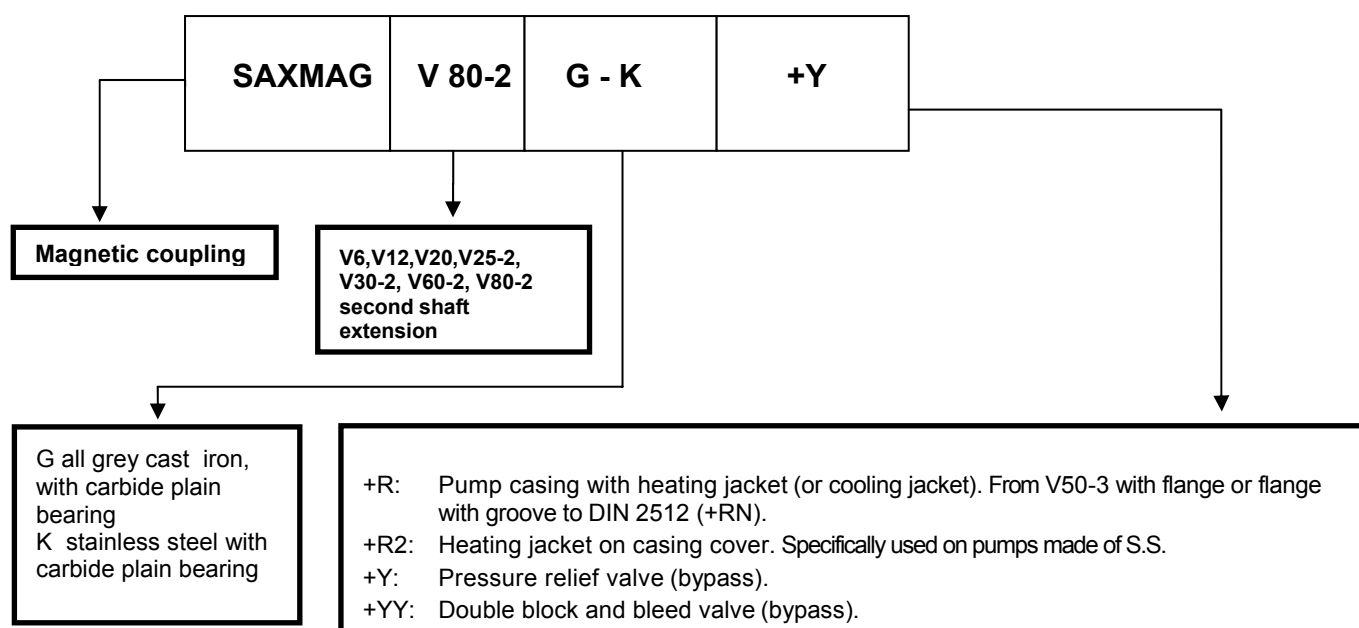 SAXMAG V 80-2 G - K +Y
Magnetic coupling
V6,V12,V20,V25-2,
V30-2, V60-2, V80-2
second shaft
extension
G all grey cast iron,
with carbide plain
bearing
K stainless steel with
carbide plain bearing
+R: Pump casing with heating jacket (or cooling jacket). From V50-3 with flange or flange
with groove to DIN 2512 (+RN).
+R2: Heating jacket on casing cover. Specifically used on pumps made of S.S.
+Y: Pressure relief valve (bypass).
+YY: Double block and bleed valve (bypass).